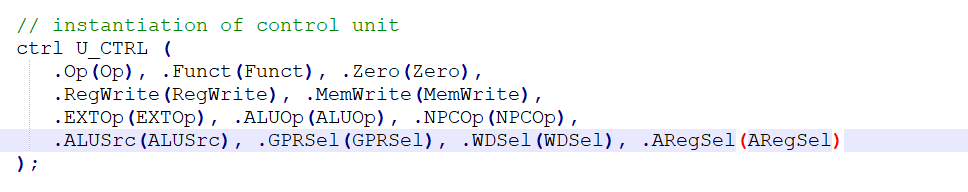 // instantiation of control unit
ctrl U_CTRL (
.Op(Op), .Funct(Funct), .Zero(Zero),
.RegWrite(RegWrite), .MemWrite(MemWrite),
.EXTOp(EXTOp), .ALUOp(ALUOp), .NPCOp(NPCOp),
.ALUSrc(ALUSrc), .GPRSel(GPRSel), .WDSel(WDSel), .ARegSel(ARegSel)
);